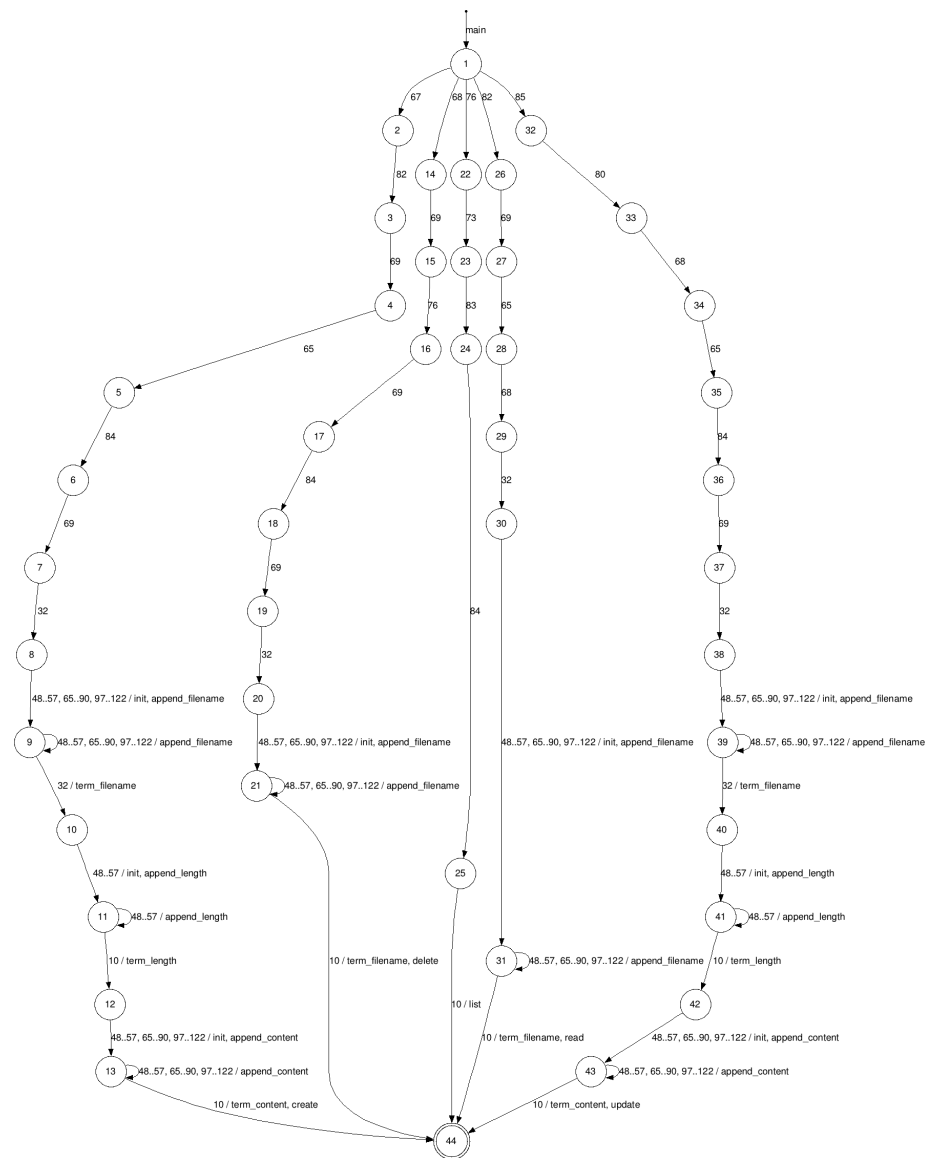 main
1
67
68
76
82
85
2
32
14
22
26
82
80
3
33
69
73
69
15
23
27
69
68
4
34
76
83
65
16
24
28
65
65
5
35
69
68
17
29
84
84
6
36
84
32
18
30
69
69
7
37
69
19
84
32
32
32
8
38
20
48..57, 65..90, 97..122 / init, append_filename
48..57, 65..90, 97..122 / init, append_filename
9
48..57, 65..90, 97..122 / append_filename
48..57, 65..90, 97..122 / init, append_filename
48..57, 65..90, 97..122 / init, append_filename
39
48..57, 65..90, 97..122 / append_filename
32 / term_filename
21
48..57, 65..90, 97..122 / append_filename
32 / term_filename
10
40
48..57 / init, append_length
25
48..57 / init, append_length
11
48..57 / append_length
41
48..57 / append_length
10 / term_length
10 / term_filename, delete
31
48..57, 65..90, 97..122 / append_filename
10 / term_length
12
10 / list
42
48..57, 65..90, 97..122 / init, append_content
10 / term_filename, read
48..57, 65..90, 97..122 / init, append_content
13
48..57, 65..90, 97..122 / append_content
43
48..57, 65..90, 97..122 / append_content
10 / term_content, create
10 / term_content, update
44